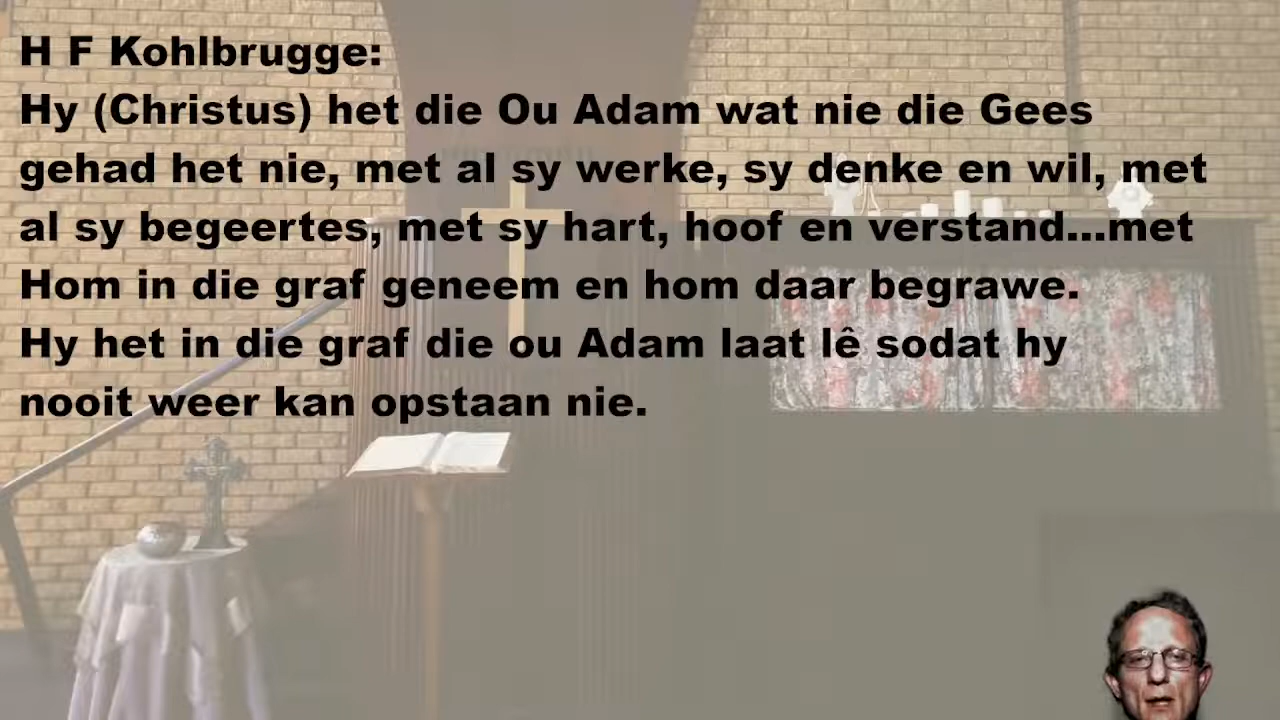 H F Kohlbrugge:
Hy (Christus) het die Ou Adam wat nie die Gees
gehad het nie, met al sy werke, sy denke en wil, met
al sy begeertes, met sy hart, hoof en verstand...met
Hom in die graf geneem en hom daar begrawe.
Hy het in die graf die ou Adam laat lê sodat hy
nooit weer kan opstaan nie.